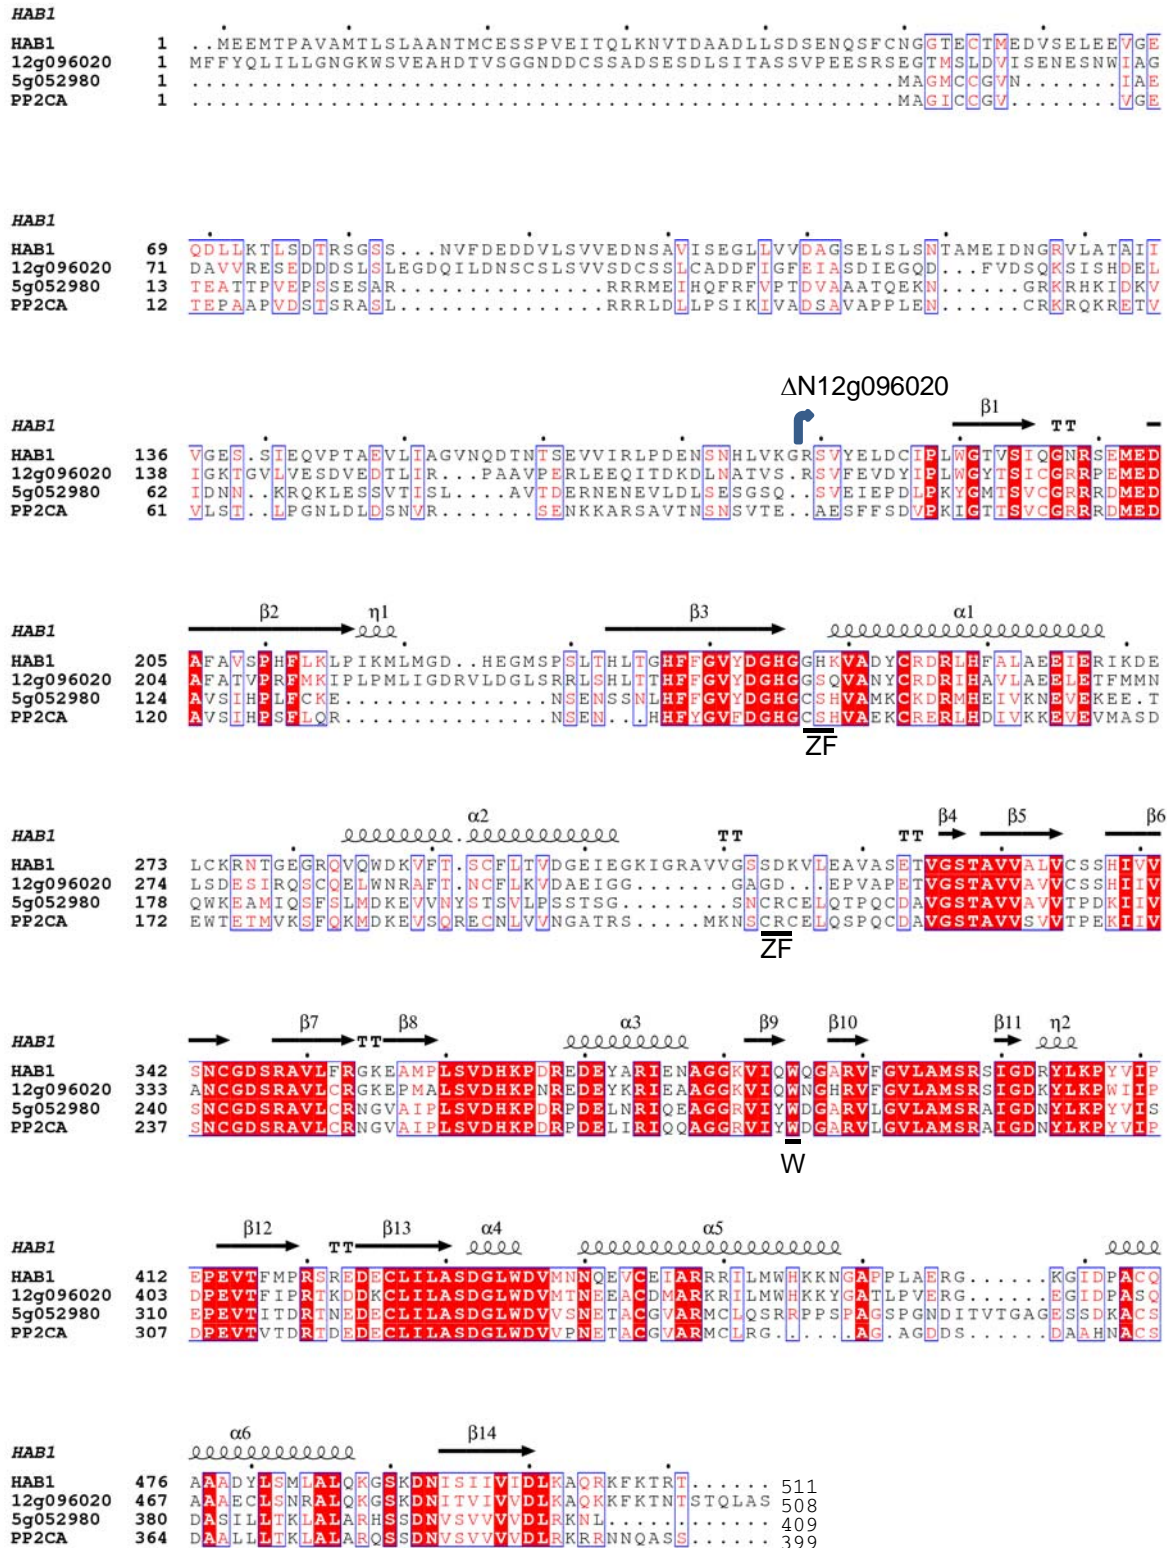 HAB1
HAB1 1 ..MEEMTPAVAMTLSLAANTMCESSPVEITQLKNVTDAADLLSDSENQSFCNGGTECTMEDVSELEEVGE
12g096020 1 MFFYQLILLGNGKWSVEAHDTVSGGNDDCSSADSESDLSITASSVPEESRSEGTMSLDVISENESNWIAG
5g052980 1 ...................................................MAGMCCGVN.....IAE
PP2CA 1 ...................................................MAGICCGV......VGE
HAB1
HAB1 69 QDLLKTLSDTRSGSS...NVFDEDDVLSVVEDNSAVISEGLLVVDAGSELSLSNTAMEIDNGRVLATAII
12g096020 71 DAVVRESEDDDSLSLEGDQILDNSCSLSVVSDCSSLCADDFIGFEIASDIEGQD...FVDSQKSISHDEL
5g052980 13 TEATTPVEPSSESAR...............RRRMEIHQFRFVPTDVAAATQEKN......GRKRHKIDKV
PP2CA 12 TEPAAPVDSTSRASL...............RRRLDLLPSIKIVADSAVAPPLEN......CRKRQKRETV
ΔN12g096020
HAB1 β1 TT
HAB1 136 VGES.SIEQVPTAEVLIAGVNQDTNTSEVVIRLPDENSNHLVKGRSVYELDCIPLWGTVSIQGNRSEMED
12g096020 138 IGKTGVLVESDVEDTLIR...PAAVPERLEEQITDKDLNATVS.RSVFEVDYIPLWGYTSICGRRPEMED
5g052980 62 IDNN..KRQKLESSVTISL....AVTDERNENEVLDLSESGSQ..SVEIEPDLPKYGMTSVCGRRRDMED
PP2CA 61 VLST..LPGNLDLDSNVR......SENKKARSAVTNSNSVTE..AESFFSDVPKIGTTSVCGRRRDMED
β2 η1 β3 α1
HAB1
HAB1 205 AFAVSPHFLKLPIKMLMGD..HEGMSPSLTHLTGHFFGVYDGHGGHKVADYCRDRLHFALAEEIERIKDE
12g096020 204 AFATVPRFMKIPLPMLIGDRVLDGLSRRLSHLTTHFFGVYDGHGGSQVANYCRDRIHAVLAEELETFMMN
5g052980 124 AVSIHPLFCKE...............NSENSSNLHFFGVYDGHGCSHVAMKCKDRMHEIVKNEVEKEE.T
PP2CA 120 AVSIHPSFLQR...............NSEN...HHFYGVFDGHGCSHVAEKCRERLHDIVKKEVEVMASD
ZF
α2 TT TT β4 β5 β6
HAB1
HAB1 273 LCKRNTGEGRQVQWDKVFT.SCFLTVDGEIEGKIGRAVVGSSDKVLEAVASETVGSTAVVALVCSSHIVV
12g096020 274 LSDESIRQSCQELWNRAFT.NCFLKVDAEIGG.......GAGD...EPVAPETVGSTAVVAVVCSSHIIV
5g052980 178 QWKEAMIQSFSLMDKEVVNYSTSVLPSSTSG.......SNCRCELQTPQCDAVGSTAVVAVVTPDKIIV
PP2CA 172 EWTETMVKSFQKMDKEVSQRECNLVVNGATRS.....MKNSCRCELQSPQCDAVGSTAVVSVVTPEKIIV
ZF
β7 TT β8 α3 β9 β10 β11 η2
HAB1
HAB1 342 SNCGDSRAVLFRGKEAMPLSVDHKPDREDEYARIENAGGKVIQWQGARVFGVLAMSRSIGDRYLKPYVIP
12g096020 333 ANCGDSRAVLCRGKEPMALSVDHKPNREDEYARIEAAGGKVIQWNGHRVFGVLAMSRSIGDKYLKPWIIP
5g052980 240 SNCGDSRAVLCRNGVAIPLSVDHKPDRPDELNRIQEAGGRVIYWDGARVLGVLAMSRAIGDKYLKPYVIS
PP2CA 237 SNCGDSRAVLCRNGVAIPLSVDHKPDRPDELIRIQQAGGRVIYWDGARVLGVLAMSRAIGDNYLKPYVIP
W
β12 TT β13 α4 α5
HAB1
HAB1 412 EPEVTFMPRSREDECLILASDGLWDVMNNQEVCEIARRRILMWHKKNGAPPLAERG......KGIDPACQ
12g096020 403 DPEVTFIPRTKDDKCLILASDGLWDVMTNEEACDMARKRILMWHKKYGATLPVERG......EGIDPASQ
5g052980 310 EPEVTITDRTNEDECLILASDGLWDVVSNETACGVARMCLQSRRPPSPAGSPGNDITVTGAGESSDKACS
PP2CA 307 DPEVTVTDRTDEDECLILASDGLWDVVPNETACGVARMCLRG.....AG.AGDDS......DAAHNACS
α6 β14
HAB1
HAB1 476 AAADYLSMLALQKGSKDNISIIVIDLKAQRKFKTRT...... 511
12g096020 467 AAAECLSNRALQKGSKDNITVIVVDLKAQKKFKTNTSTQLAS 508
5g052980 380 DASILLTKLALARHSSDNVSVVVVDLRKNL............ 409
PP2CA 364 DAALLLTKLALARQSSDNVSVVVVDLRKRRNNQASS...... 399